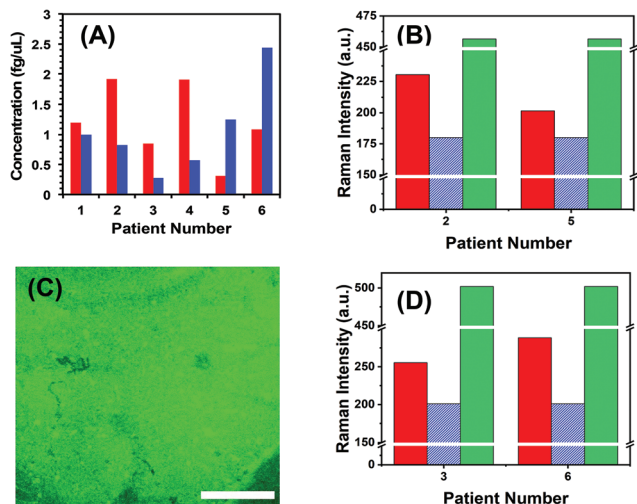 (A)
Concentration (fg/uL)
3
2.5
2
1.5
1
0.5
0
1 2 3 4 5 6
Patient Number
(B)
Raman Intensity (a.u.)
475
450
225
200
175
150
0
2 5
Patient Number
(C)
(D)
Raman Intensity (a.u.)
500
450
250
200
150
0
3 6
Patient Number